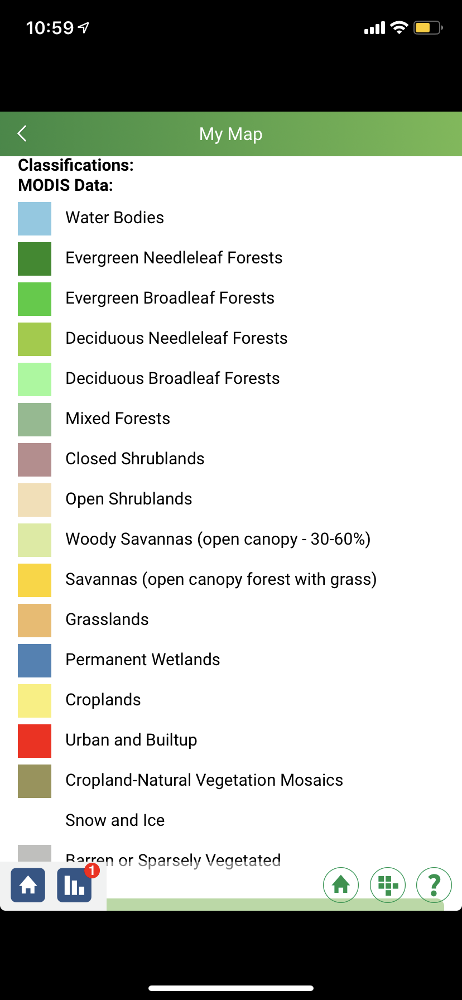 10:59
My Map
Classifications:
MODIS Data:
Water Bodies
Evergreen Needleleaf Forests
Evergreen Broadleaf Forests
Deciduous Needleleaf Forests
Deciduous Broadleaf Forests
Mixed Forests
Closed Shrublands
Open Shrublands
Woody Savannas (open canopy - 30-60%)
Savannas (open canopy forest with grass)
Grasslands
Permanent Wetlands
Croplands
Urban and Builtup
Cropland-Natural Vegetation Mosaics
Snow and Ice
Barren or Sparsely Vegetated
1
?